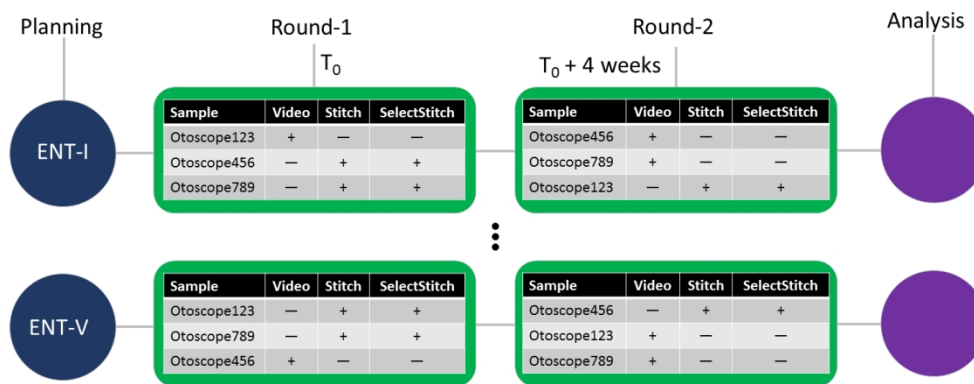 Planning Round-1 Round-2 Analysis
T₀ T₀ + 4 weeks
ENT-I
Sample Video Stitch SelectStitch
Otoscope123 + — —
Otoscope456 — + +
Otoscope789 — + +
Sample Video Stitch SelectStitch
Otoscope456 + — —
Otoscope789 + — —
Otoscope123 — + +
ENT-V
Sample Video Stitch SelectStitch
Otoscope123 — + +
Otoscope789 — + +
Otoscope456 + — —
Sample Video Stitch SelectStitch
Otoscope456 — + +
Otoscope123 + — —
Otoscope789 + — —